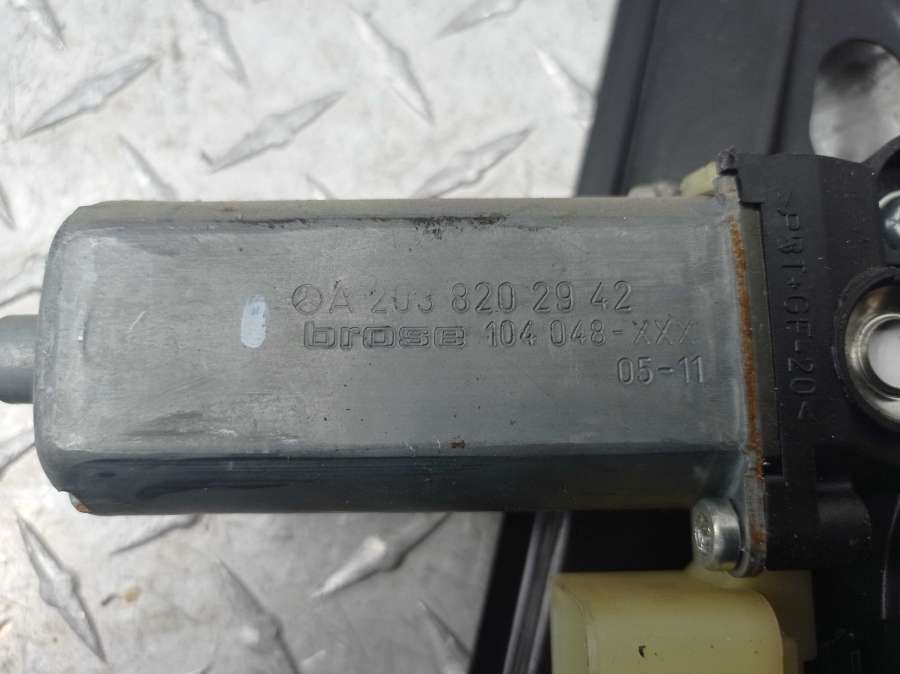 A 203 820 29 42
brose 104 048-XXX
05-11
>PBT+GF-20<